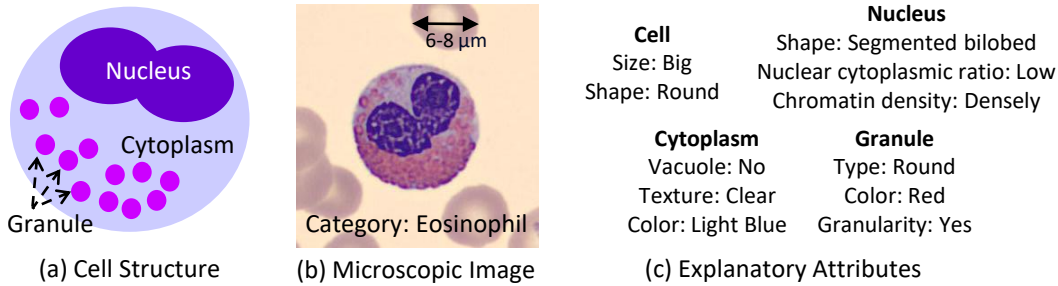 Nucleus
Cytoplasm
Granule
(a) Cell Structure
6-8 μm
Category: Eosinophil
(b) Microscopic Image
Cell
Size: Big
Shape: Round
Nucleus
Shape: Segmented bilobed
Nuclear cytoplasmic ratio: Low
Chromatin density: Densely
Cytoplasm
Vacuole: No
Texture: Clear
Color: Light Blue
Granule
Type: Round
Color: Red
Granularity: Yes
(c) Explanatory Attributes